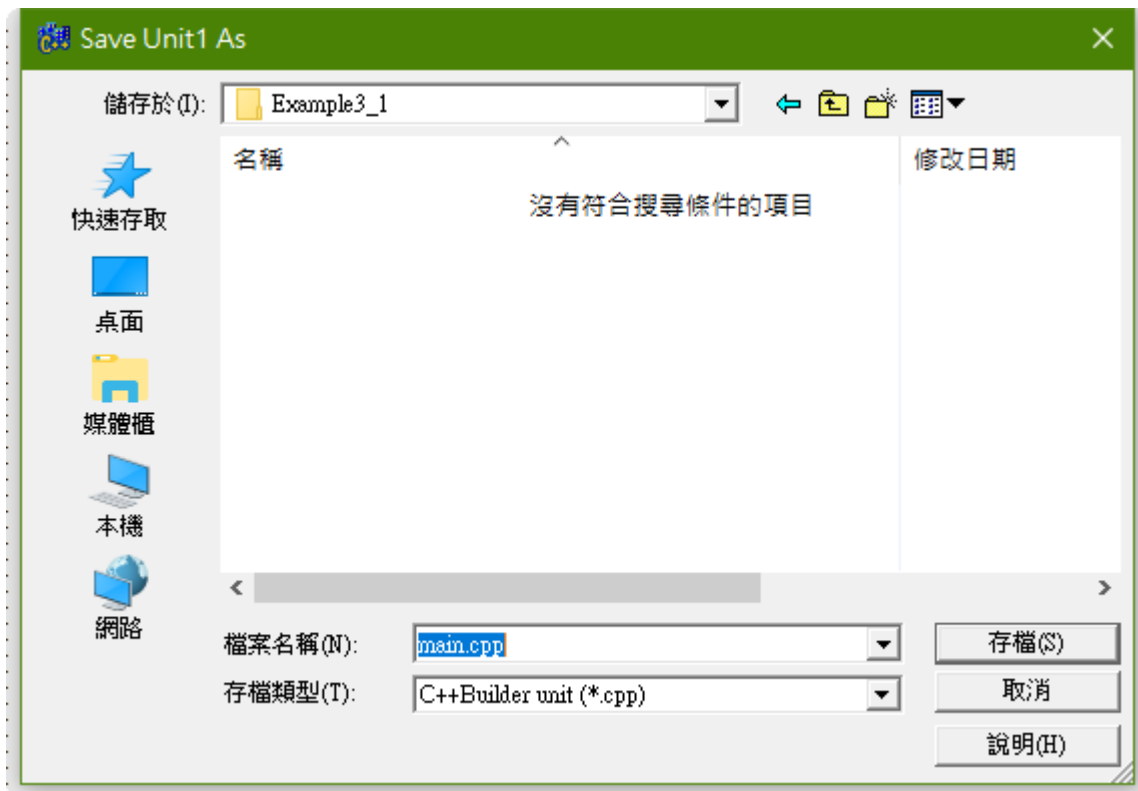 Save Unit1 As
儲存於(I):
Example3_1
名稱
修改日期
沒有符合搜尋條件的項目
快速存取
桌面
媒體櫃
本機
網路
檔案名稱(N):
main.cpp
存檔(S)
存檔類型(T):
C++Builder unit (*.cpp)
取消
說明(H)